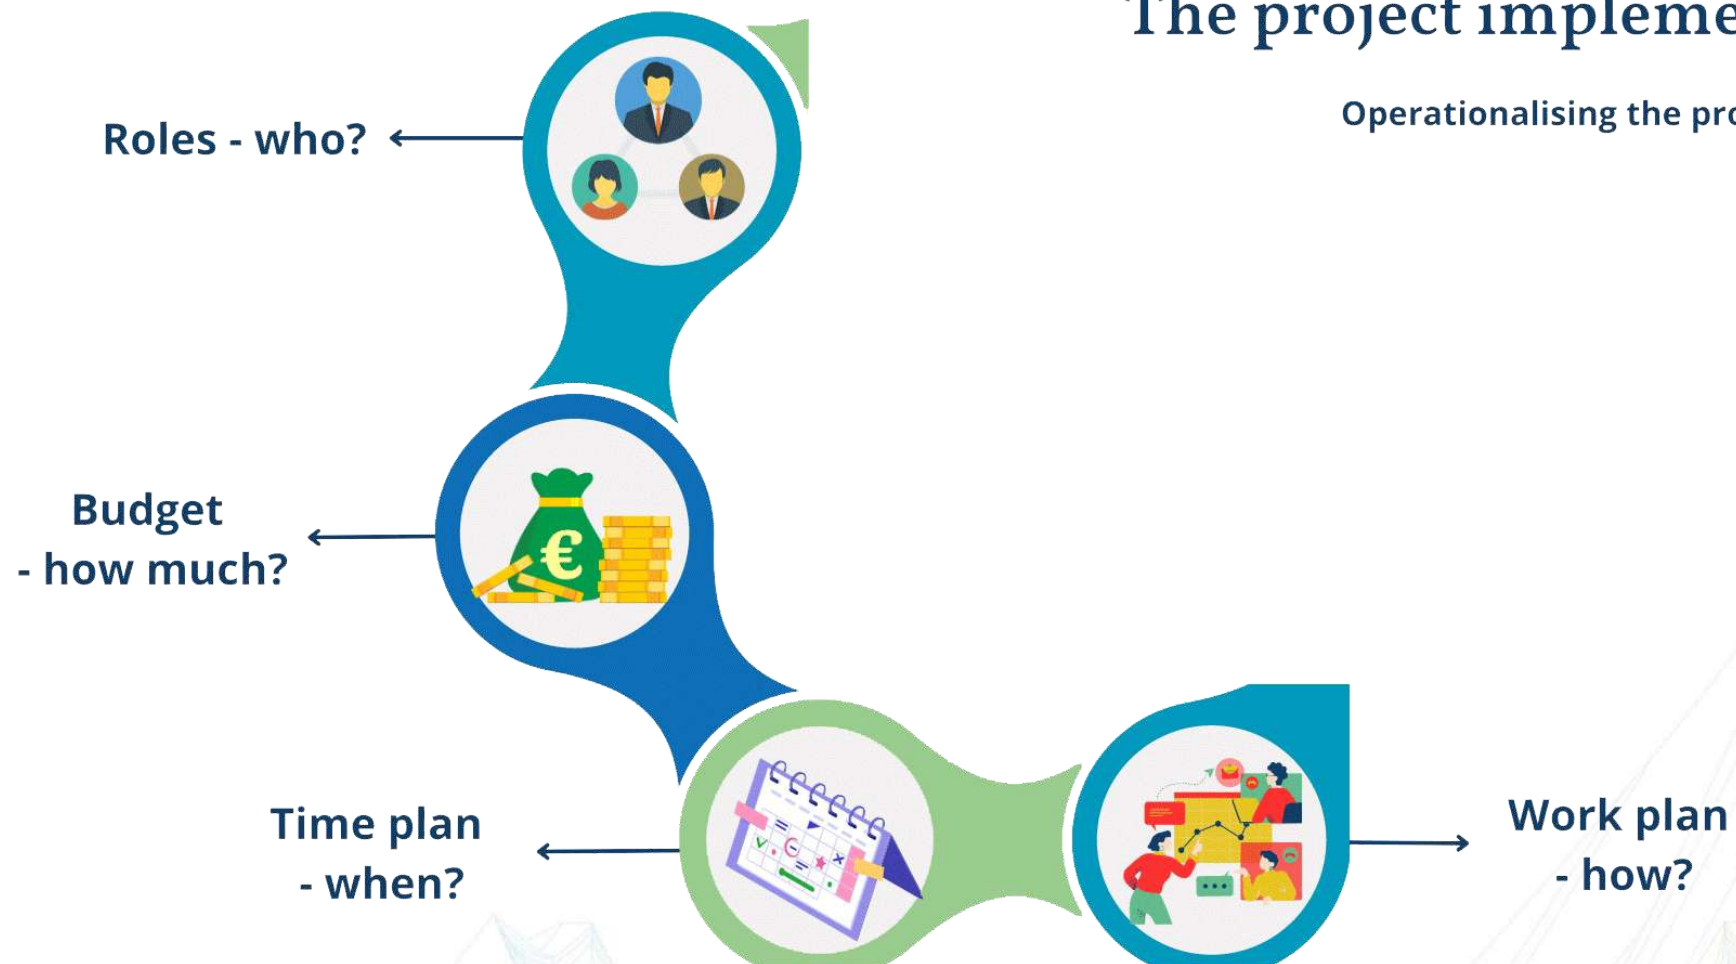 The project impleme
Operationalising the pro
Roles - who?
Budget
- how much?
€
Time plan
- when?
Work plan
- how?